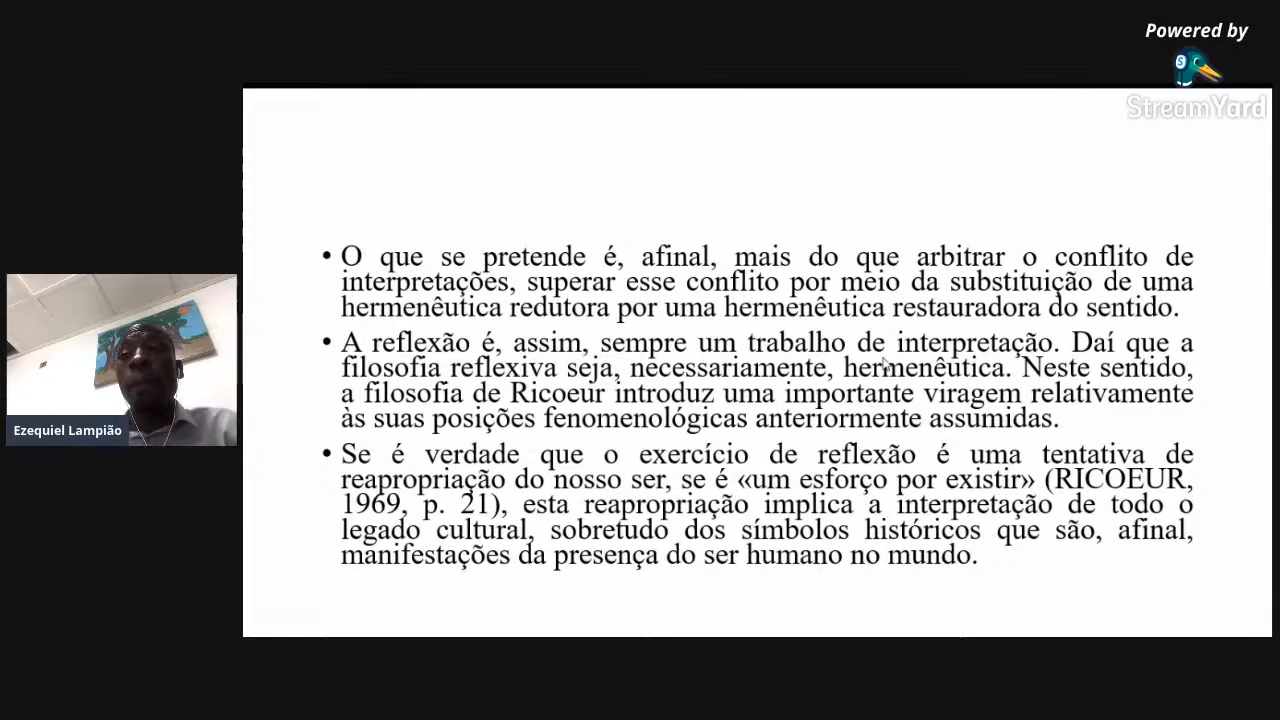 Powered by
StreamYard
• O que se pretende é, afinal, mais do que arbitrar o conflito de
interpretações, superar esse conflito por meio da substituição de uma
hermenêutica redutora por uma hermenêutica restauradora do sentido.
• A reflexão é, assim, sempre um trabalho de interpretação. Daí que a
filosofia reflexiva seja, necessariamente, hermenêutica. Neste sentido,
a filosofia de Ricoeur introduz uma importante viragem relativamente
às suas posições fenomenológicas anteriormente assumidas.
• Se é verdade que o exercício de reflexão é uma tentativa de
reapropriação do nosso ser, se é «um esforço por existir» (RICOEUR,
1969, p. 21), esta reapropriação implica a interpretação de todo o
legado cultural, sobretudo dos símbolos históricos que são, afinal,
manifestações da presença do ser humano no mundo.
Ezequiel Lampião